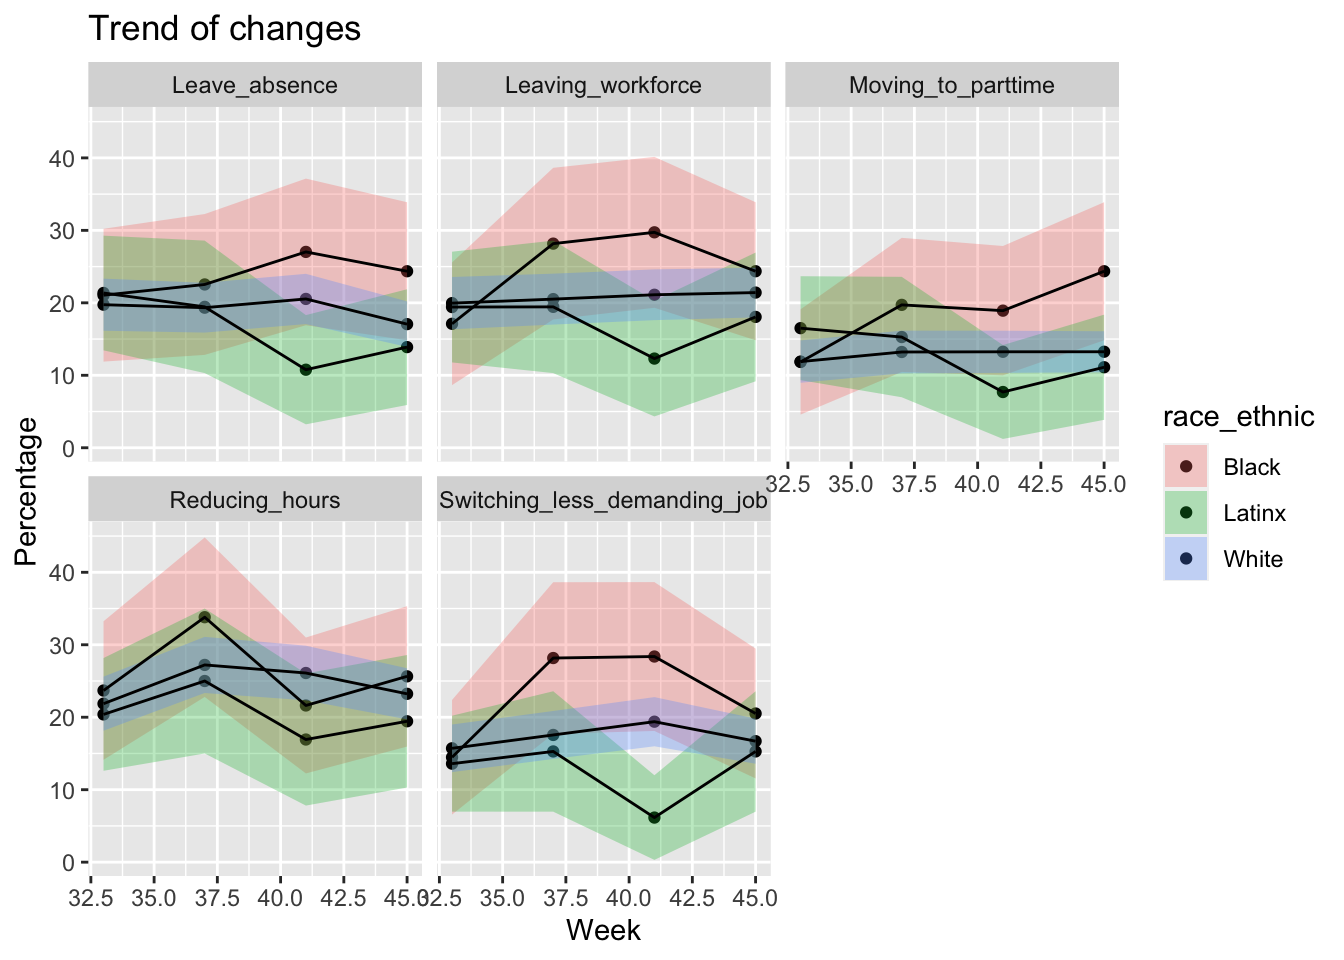 Trend of changes
Leave_absence
Leaving_workforce
Moving_to_parttime
40
30
20
10
0
32.5 35.0 37.5 40.0 42.5 45.0
Reducing_hours
Switching_less_demanding_job
40
30
20
10
0
32.5 35.0 37.5 40.0 42.5 45.0
32.5 35.0 37.5 40.0 42.5 45.0
Percentage
Week
race_ethnic
Black
Latinx
White